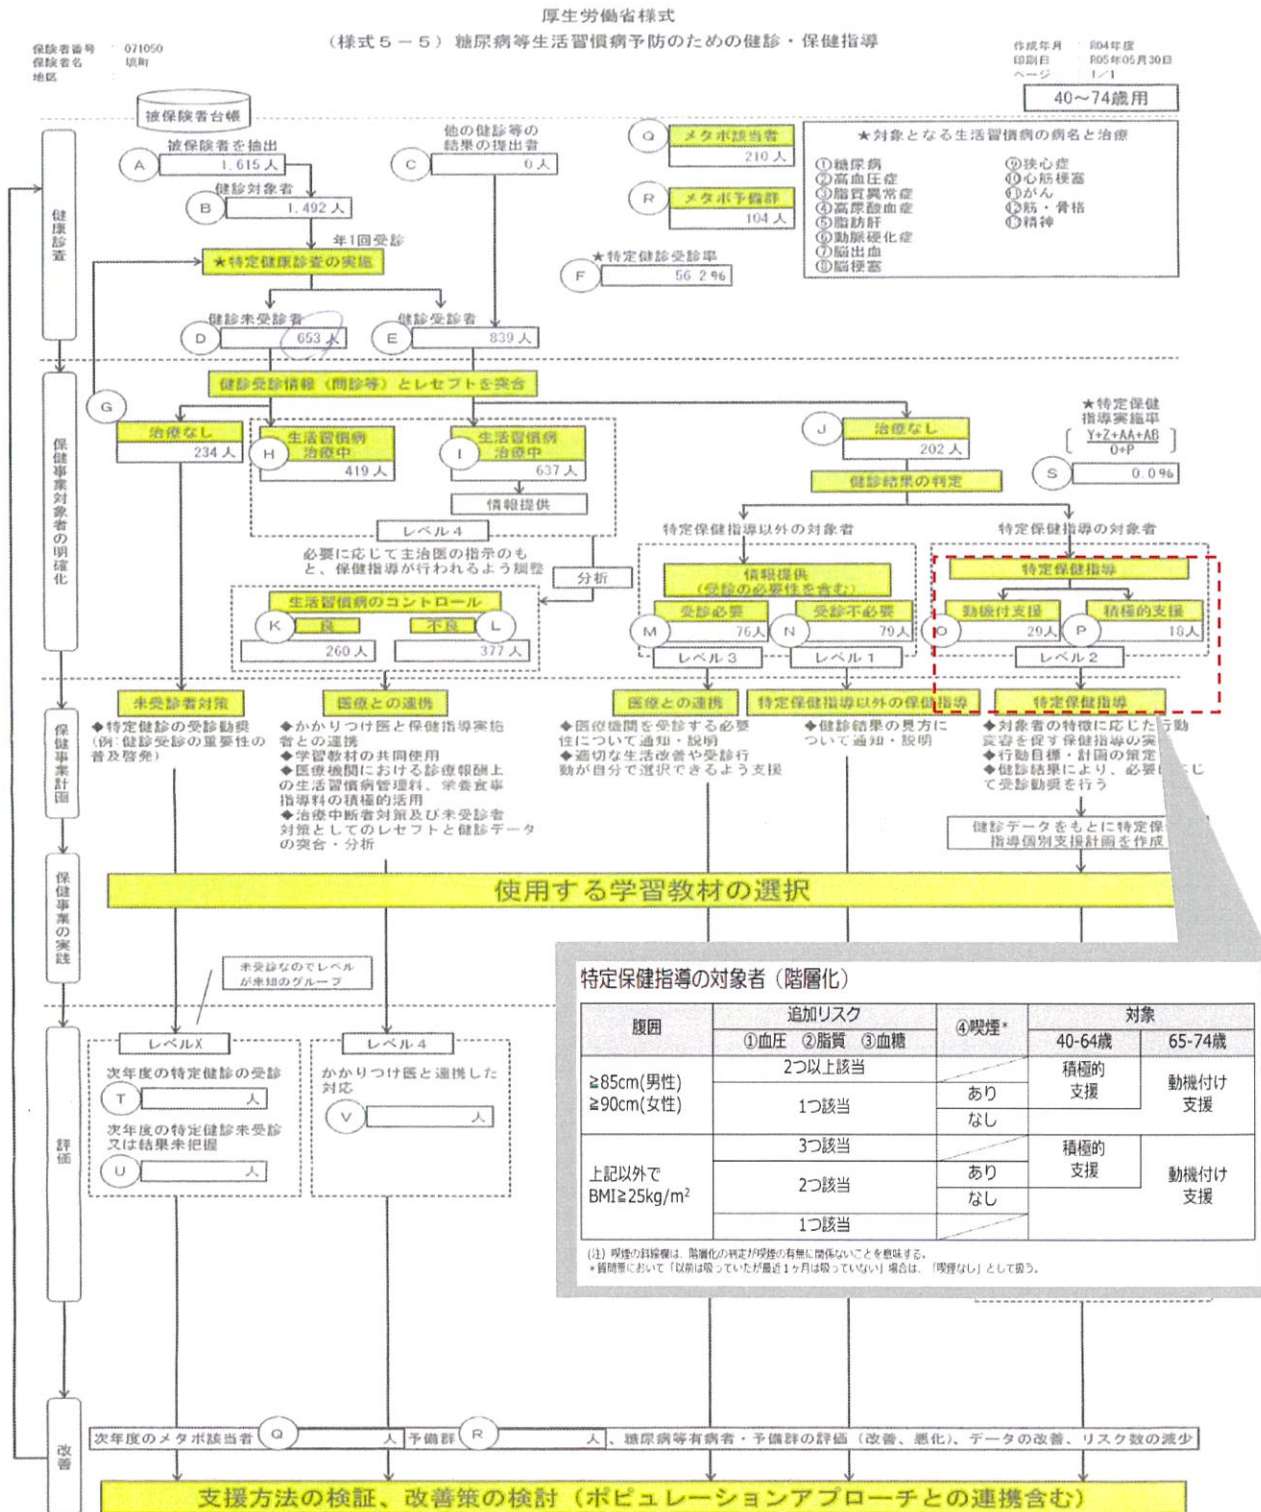 厚生労働省様式
(様式5－5) 糖尿病等生活習慣病予防のための健診・保健指導
保険者番号 : 071050
保険者名 : 塙町
地区
作成年月 : R04年度
印刷日 : R05年05月30日
ページ : 1/1
40～74歳用
健康診査
被保険者台帳
被保険者を抽出
A 1,615人
他の健診等の
結果の提出者
C 0人
健診対象者
B 1,492人
年1回受診
★特定健康診査の実施
Q メタボ該当者
210人
R メタボ予備群
104人
★特定健診受診率
F 56.2%
★対象となる生活習慣病の病名と治療
①糖尿病
②高血圧症
③脂質異常症
④高尿酸血症
⑤脂肪肝
⑥動脈硬化症
⑦脳出血
⑧脳梗塞
⑨狭心症
⑩心筋梗塞
⑪がん
⑫筋・骨格
⑬精神
健診未受診者
D 653人
健診受診者
E 839人
保健事業対象者の明確化
健診受診情報(問診等)とレセプトを突合
G
治療なし
234人
H 生活習慣病
治療中
419人
I 生活習慣病
治療中
637人
情報提供
レベル4
J 治療なし
202人
健診結果の判定
★特定保健
指導実施率
[Y+Z+AA+AB
O+P]
S 0.0%
必要に応じて主治医の指示のも
と、保健指導が行われるよう調整
分析
生活習慣病のコントロール
K 良
260人
不良 L
377人
特定保健指導以外の対象者
情報提供
(受診の必要性を含む)
M 受診必要
76人
N 受診不必要
79人
レベル3
レベル1
特定保健指導の対象者
特定保健指導
O 動機付支援
29人
P 積極的支援
18人
レベル2
保健事業計画
未受診者対策
◆特定健診の受診勧奨
(例:健診受診の重要性の
普及啓発)
医療との連携
◆かかりつけ医と保健指導実施
者との連携
◆学習教材の共同使用
◆医療機関における診療報酬上
の生活習慣病管理料、栄養食事
指導料の積極的活用
◆治療中断者対策及び未受診者
対策としてのレセプトと健診データ
の突合・分析
医療との連携
◆医療機関を受診する必要
性について通知・説明
◆適切な生活改善や受診行
動が自分で選択できるよう支援
特定保健指導以外の保健指導
◆健診結果の見方に
ついて通知・説明
特定保健指導
◆対象者の特徴に応じた行動
変容を促す保健指導の実
◆行動目標・計画の策定
◆健診結果により、必要に応じ
て受診勧奨を行う
健診データをもとに特定保
指導個別支援計画を作成
保健事業の実践
使用する学習教材の選択
未受診なのでレベル
が未知のグループ
特定保健指導の対象者(階層化)
腹囲 追加リスク ④喫煙* 対象
①血圧 ②脂質 ③血糖 40-64歳 65-74歳
≧85cm(男性)
≧90cm(女性)
2つ以上該当
1つ該当 あり
なし
積極的
支援
動機付け
支援
上記以外で
BMI≧25kg/m²
3つ該当
2つ該当 あり
なし
1つ該当
積極的
支援
動機付け
支援
(注) 喫煙の斜線欄は、階層化の判定が喫煙の有無に関係ないことを意味する。
*質問票において「以前は吸っていたが最近1ヶ月は吸っていない」場合は、「喫煙なし」として扱う。
評価
レベルX
次年度の特定健診の受診
T 人
次年度の特定健診未受診
又は結果未把握
U 人
レベル4
かかりつけ医と連携した
対応
V 人
改善
次年度のメタボ該当者 Q 人 予備群 R 人、糖尿病等有病者・予備群の評価(改善、悪化)、データの改善、リスク数の減少
支援方法の検証、改善策の検討(ポピュレーションアプローチとの連携含む)